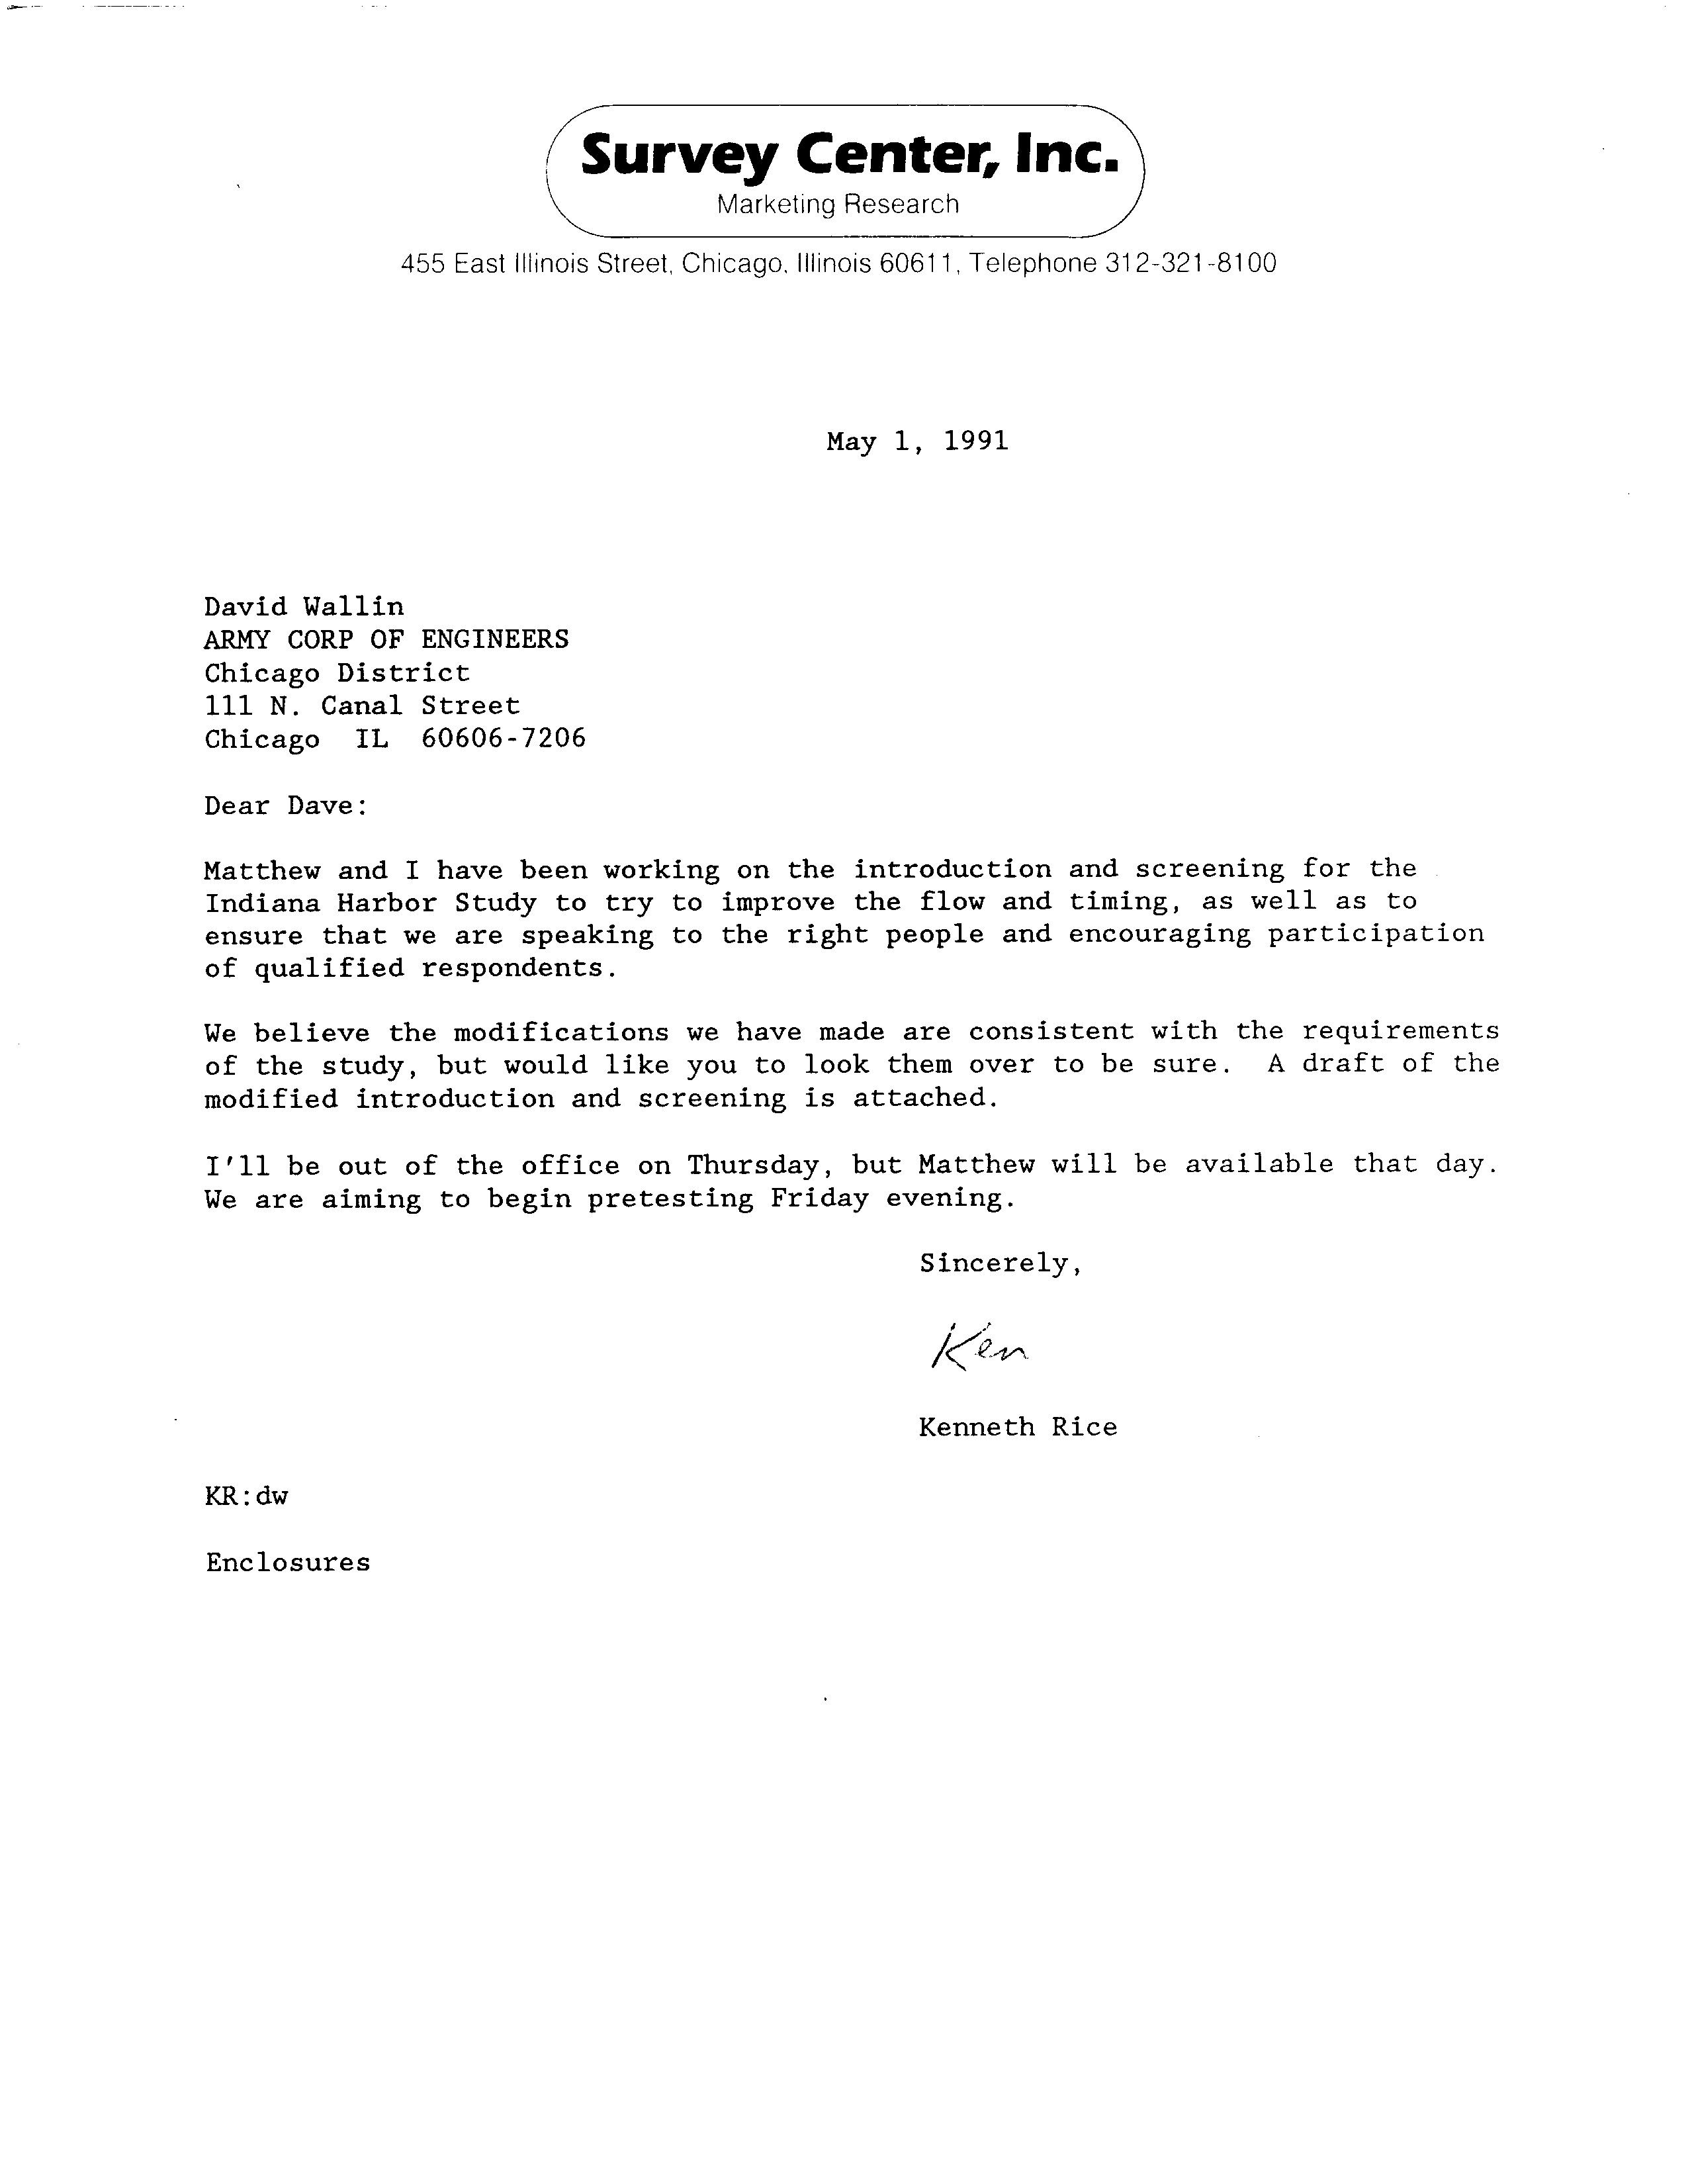 Survey Center, Inc.
Marketing Research
455 East Illinois Street, Chicago, Illinois 60611, Telephone 312-321-8100
May 1, 1991
David Wallin
ARMY CORP OF ENGINEERS
Chicago District
111 N. Canal Street
Chicago IL 60606-7206
Dear Dave:
Matthew and I have been working on the introduction and screening for the
Indiana Harbor Study to try to improve the flow and timing, as well as to
ensure that we are speaking to the right people and encouraging participation
of qualified respondents.
We believe the modifications we have made are consistent with the requirements
of the study, but would like you to look them over to be sure. A draft of the
modified introduction and screening is attached.
I'll be out of the office on Thursday, but Matthew will be available that day.
We are aiming to begin pretesting Friday evening.
Sincerely,
Ken
Kenneth Rice
KR:dw
Enclosures